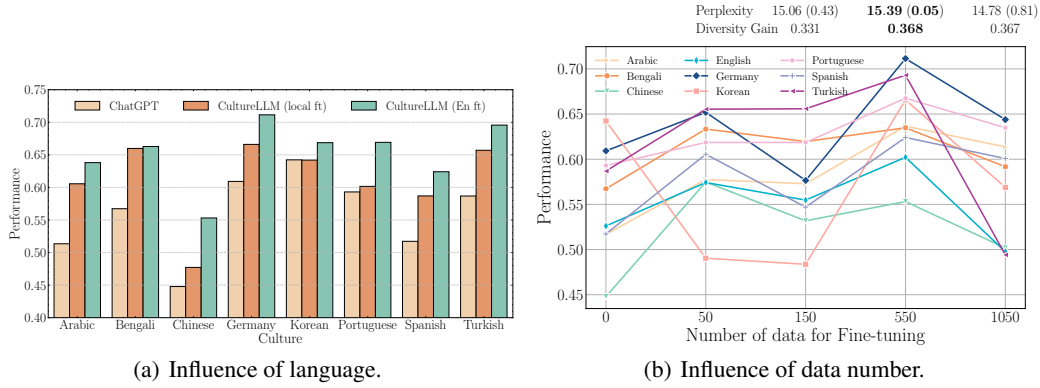 Perplexity 15.06 (0.43) 15.39 (0.05) 14.78 (0.81)
Diversity Gain 0.331 0.368 0.367
0.75
0.70
0.65
0.60
0.55
0.50
0.45
0.40
Performance
ChatGPT CultureLLM (local ft) CultureLLM (En ft)
Arabic Bengali Chinese Germany Korean Portuguese Spanish Turkish
Culture
(a) Influence of language.
0.70
0.65
0.60
0.55
0.50
0.45
Performance
Arabic English Portuguese
Bengali Germany Spanish
Chinese Korean Turkish
0 50 150 550 1050
Number of data for Fine-tuning
(b) Influence of data number.